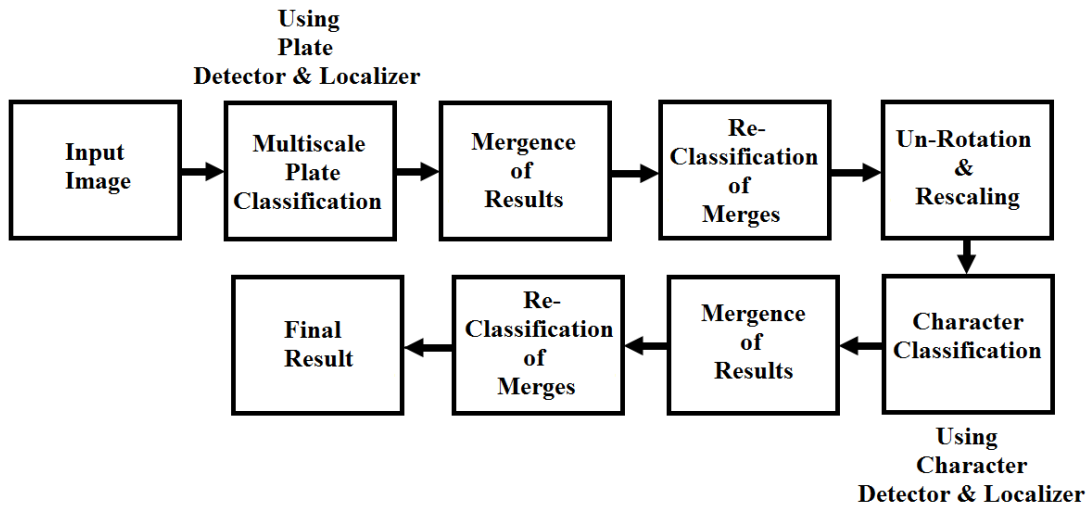 Using
Plate
Detector & Localizer
Input
Image
Multiscale
Plate
Classification
Mergence
of
Results
Re-
Classification
of
Merges
Un-Rotation
&
Rescaling
Final
Result
Re-
Classification
of
Merges
Mergence
of
Results
Character
Classification
Using
Character
Detector & Localizer